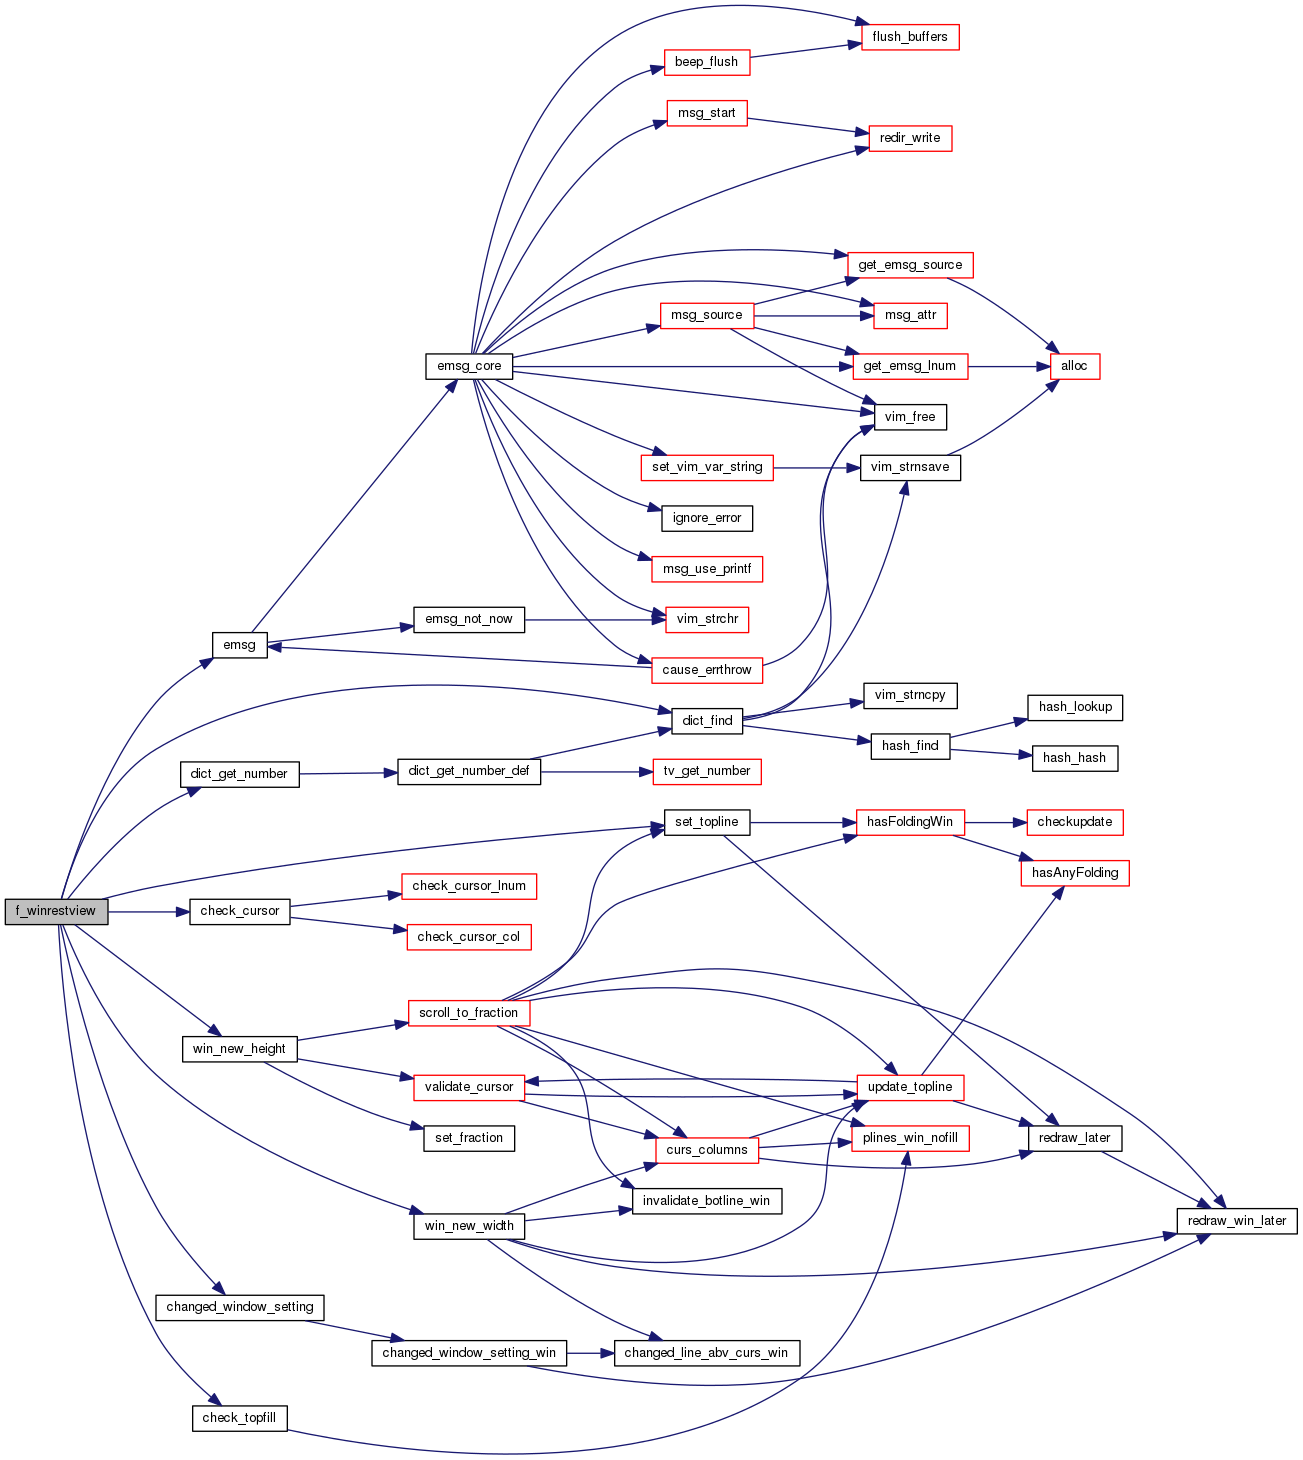 flush_buffers
beep_flush
msg_start
redir_write
get_emsg_source
msg_source
msg_attr
emsg_core
get_emsg_lnum
alloc
vim_free
set_vim_var_string
vim_strnsave
ignore_error
msg_use_printf
emsg_not_now
vim_strchr
emsg
cause_errthrow
vim_strncpy
hash_lookup
dict_find
hash_find
hash_hash
dict_get_number
dict_get_number_def
tv_get_number
set_topline
hasFoldingWin
checkupdate
hasAnyFolding
check_cursor_lnum
f_winrestview
check_cursor
check_cursor_col
scroll_to_fraction
win_new_height
validate_cursor
update_topline
set_fraction
plines_win_nofill
redraw_later
curs_columns
invalidate_botline_win
win_new_width
redraw_win_later
changed_window_setting
changed_window_setting_win
changed_line_abv_curs_win
check_topfill